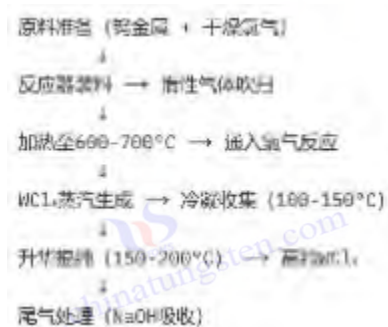 原料准备 (钨金属 + 干燥氯气)
↓
反应器装料 → 惰性气体吹扫
↓
加热至600-700°C → 通入氯气反应
↓
WCl₆蒸汽生成 → 冷凝收集 (100-150°C)
↓
升华提纯 (150-200°C) → 高纯WCl₆
↓
尾气处理 (NaOH吸收)
chinatungsten.com